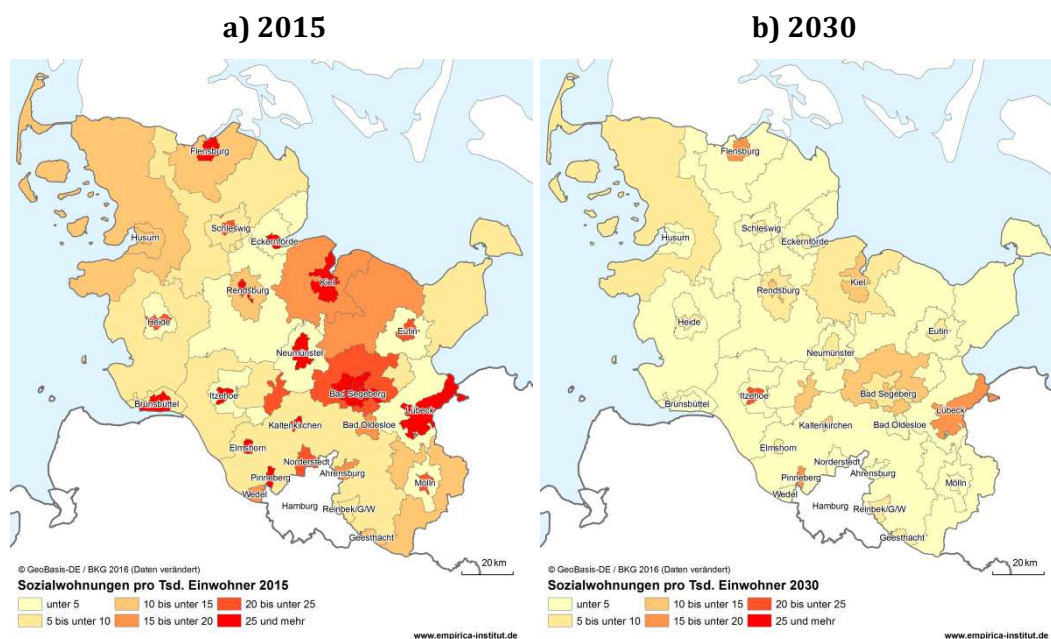 a) 2015
b) 2030
Flensburg
Schleswig
Husum
Eckernförde
Kiel
Rendsburg
Heide
Eutin
Neumünster
Brunsbüttel
Itzehoe
Bad Segeberg
Lübeck
Kaltenkirchen
Bad Oldesloe
Elmshorn
Norderstedt
Pinneberg
Ahrensburg
Mölln
Wedel
Hamburg
Reinbek/G/W
Geesthacht
20 km
© GeoBasis-DE / BKG 2016 (Daten verändert)
Sozialwohnungen pro Tsd. Einwohner 2015
unter 5 10 bis unter 15 20 bis unter 25
5 bis unter 10 15 bis unter 20 25 und mehr
www.empirica-institut.de
Flensburg
Schleswig
Husum
Eckernförde
Kiel
Rendsburg
Heide
Eutin
Neumünster
Brunsbüttel
Itzehoe
Bad Segeberg
Lübeck
Kaltenkirchen
Bad Oldesloe
Elmshorn
Norderstedt
Pinneberg
Ahrensburg
Mölln
Wedel
Hamburg
Reinbek/G/W
Geesthacht
20 km
© GeoBasis-DE / BKG 2016 (Daten verändert)
Sozialwohnungen pro Tsd. Einwohner 2030
unter 5 10 bis unter 15 20 bis unter 25
5 bis unter 10 15 bis unter 20 25 und mehr
www.empirica-institut.de